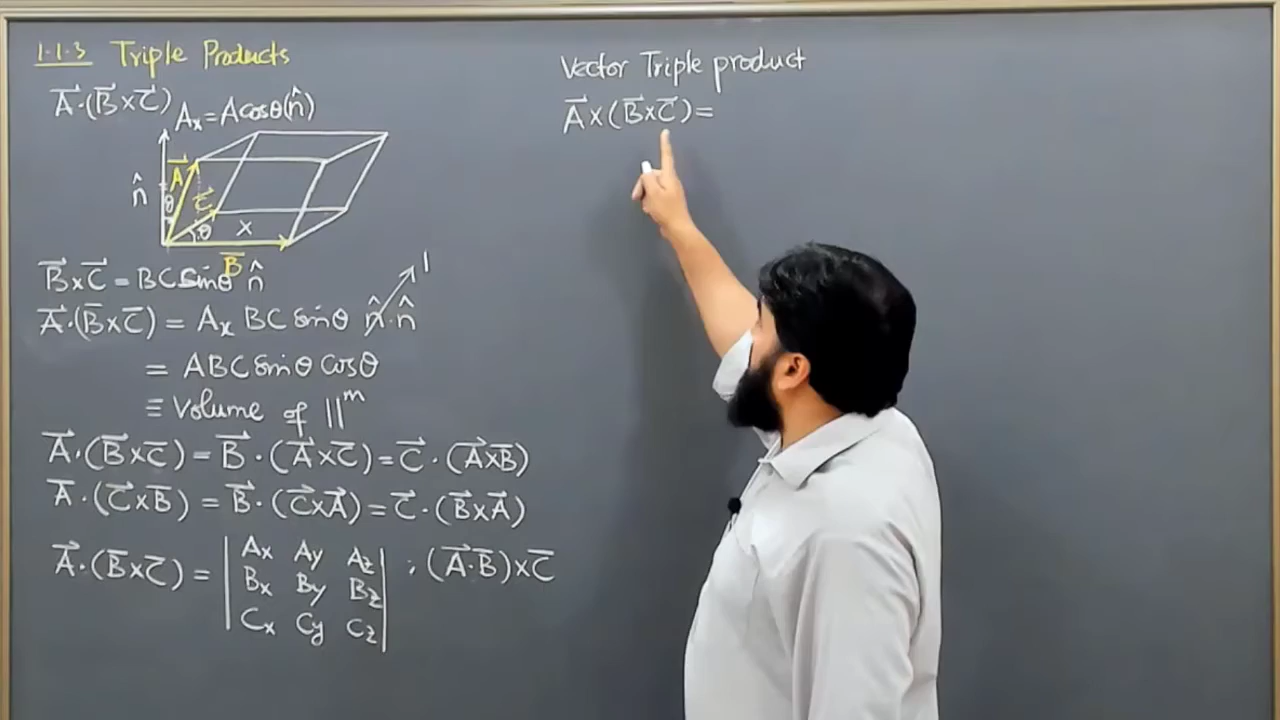 1.1.3 Triple Products
A⃗·(B⃗×C⃗)
Aₓ=Acosθ(n̂)
n̂
A⃗
θ
C⃗
θ
x
B⃗
B⃗×C⃗ = BC Sinθ n̂
1
A⃗·(B⃗×C⃗) = Aₓ BC sinθ n̂·n̂
= ABC Sinθ Cosθ
≡ Volume of ||ᵐ
A⃗·(B⃗×C⃗) = B⃗·(A⃗×C⃗) = C⃗·(A⃗×B⃗)
A⃗·(C⃗×B⃗) = B⃗·(C⃗×A⃗) = C⃗·(B⃗×A⃗)
A⃗·(B⃗×C⃗) = | Ax Ay Az | ; (A⃗·B⃗)×C⃗
Bx By Bz
Cx Cy Cz
Vector Triple product
A⃗×(B⃗×C⃗)=